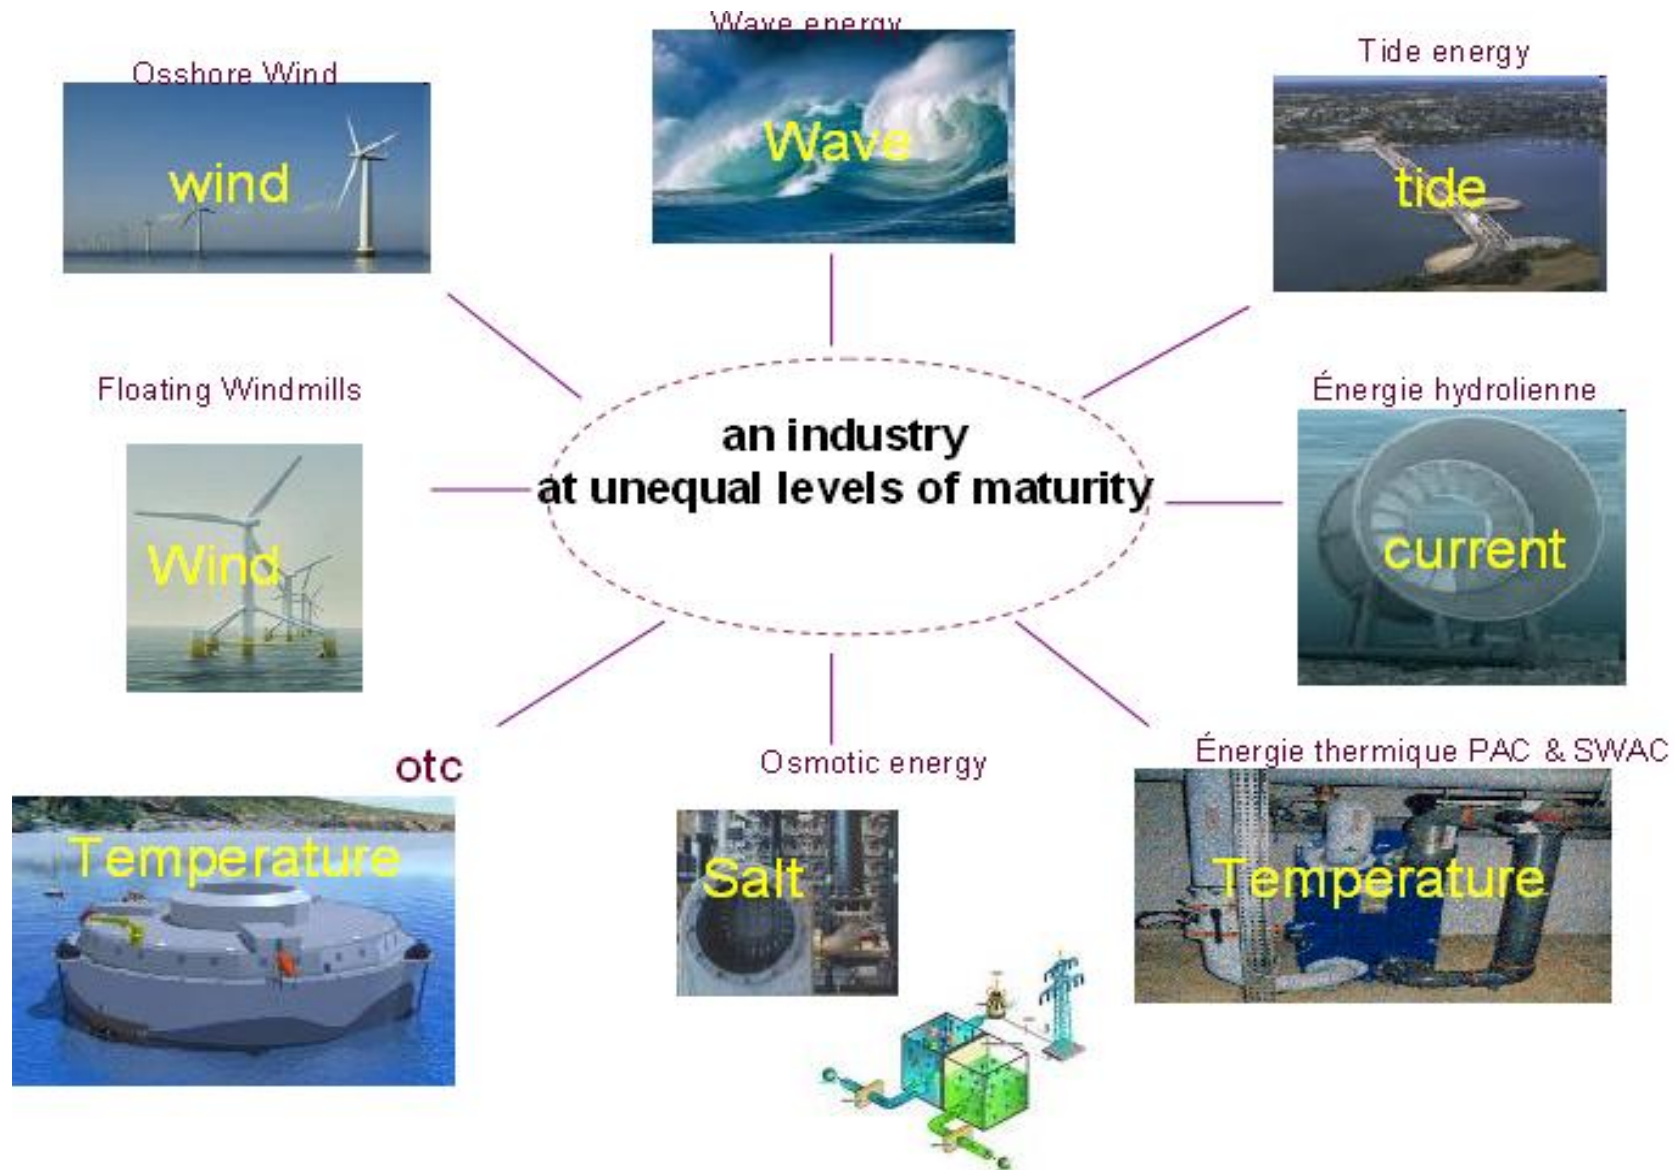 Wave energy
Osshore Wind
Tide energy
wind
Wave
tide
Floating Windmills
Énergie hydrolienne
an industry
at unequal levels of maturity
Wind
current
otc
Osmotic energy
Énergie thermique PAC & SWAC
Temperature
Salt
Temperature